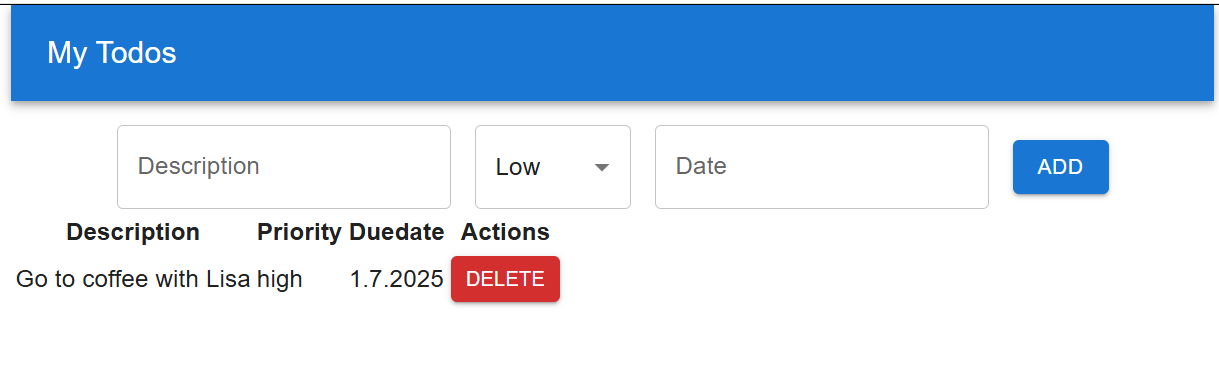 My Todos
Description Low Date ADD
Description Priority Duedate Actions
Go to coffee with Lisa high 1.7.2025 DELETE